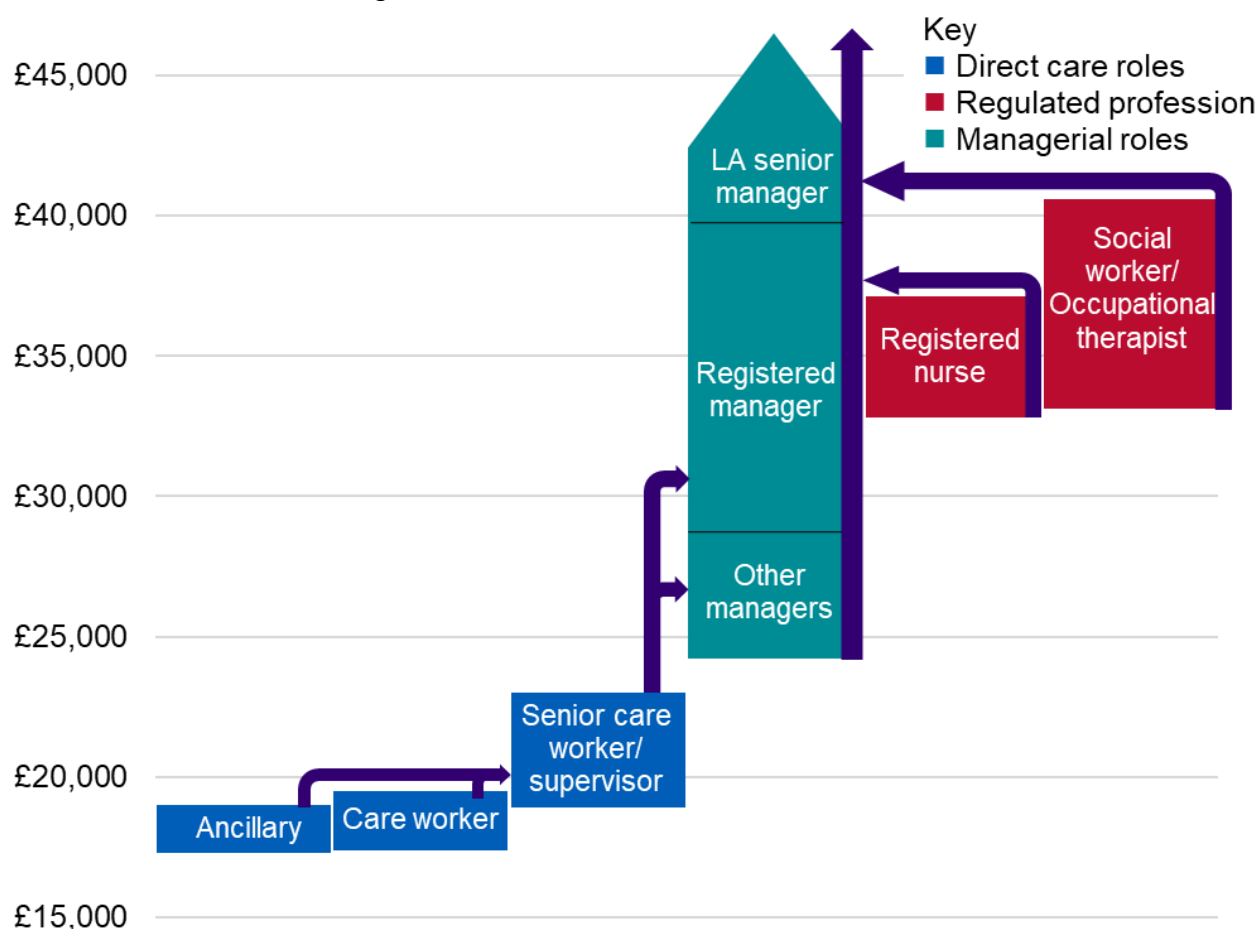 Key
Direct care roles
Regulated profession
Managerial roles
£45,000
£40,000
£35,000
£30,000
£25,000
£20,000
£15,000
LA senior
manager
Registered
manager
Other
managers
Registered
nurse
Social
worker/
Occupational
therapist
Senior care
worker/
supervisor
Ancillary
Care worker